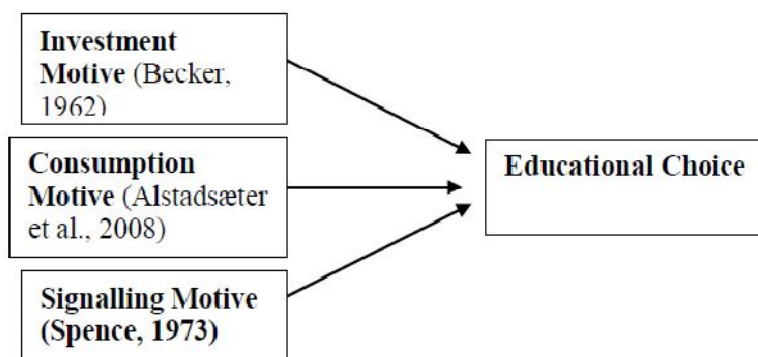 Investment
Motive (Becker,
1962)
Consumption
Motive (Alstadsæter
et al., 2008)
Signalling Motive
(Spence, 1973)
Educational Choice